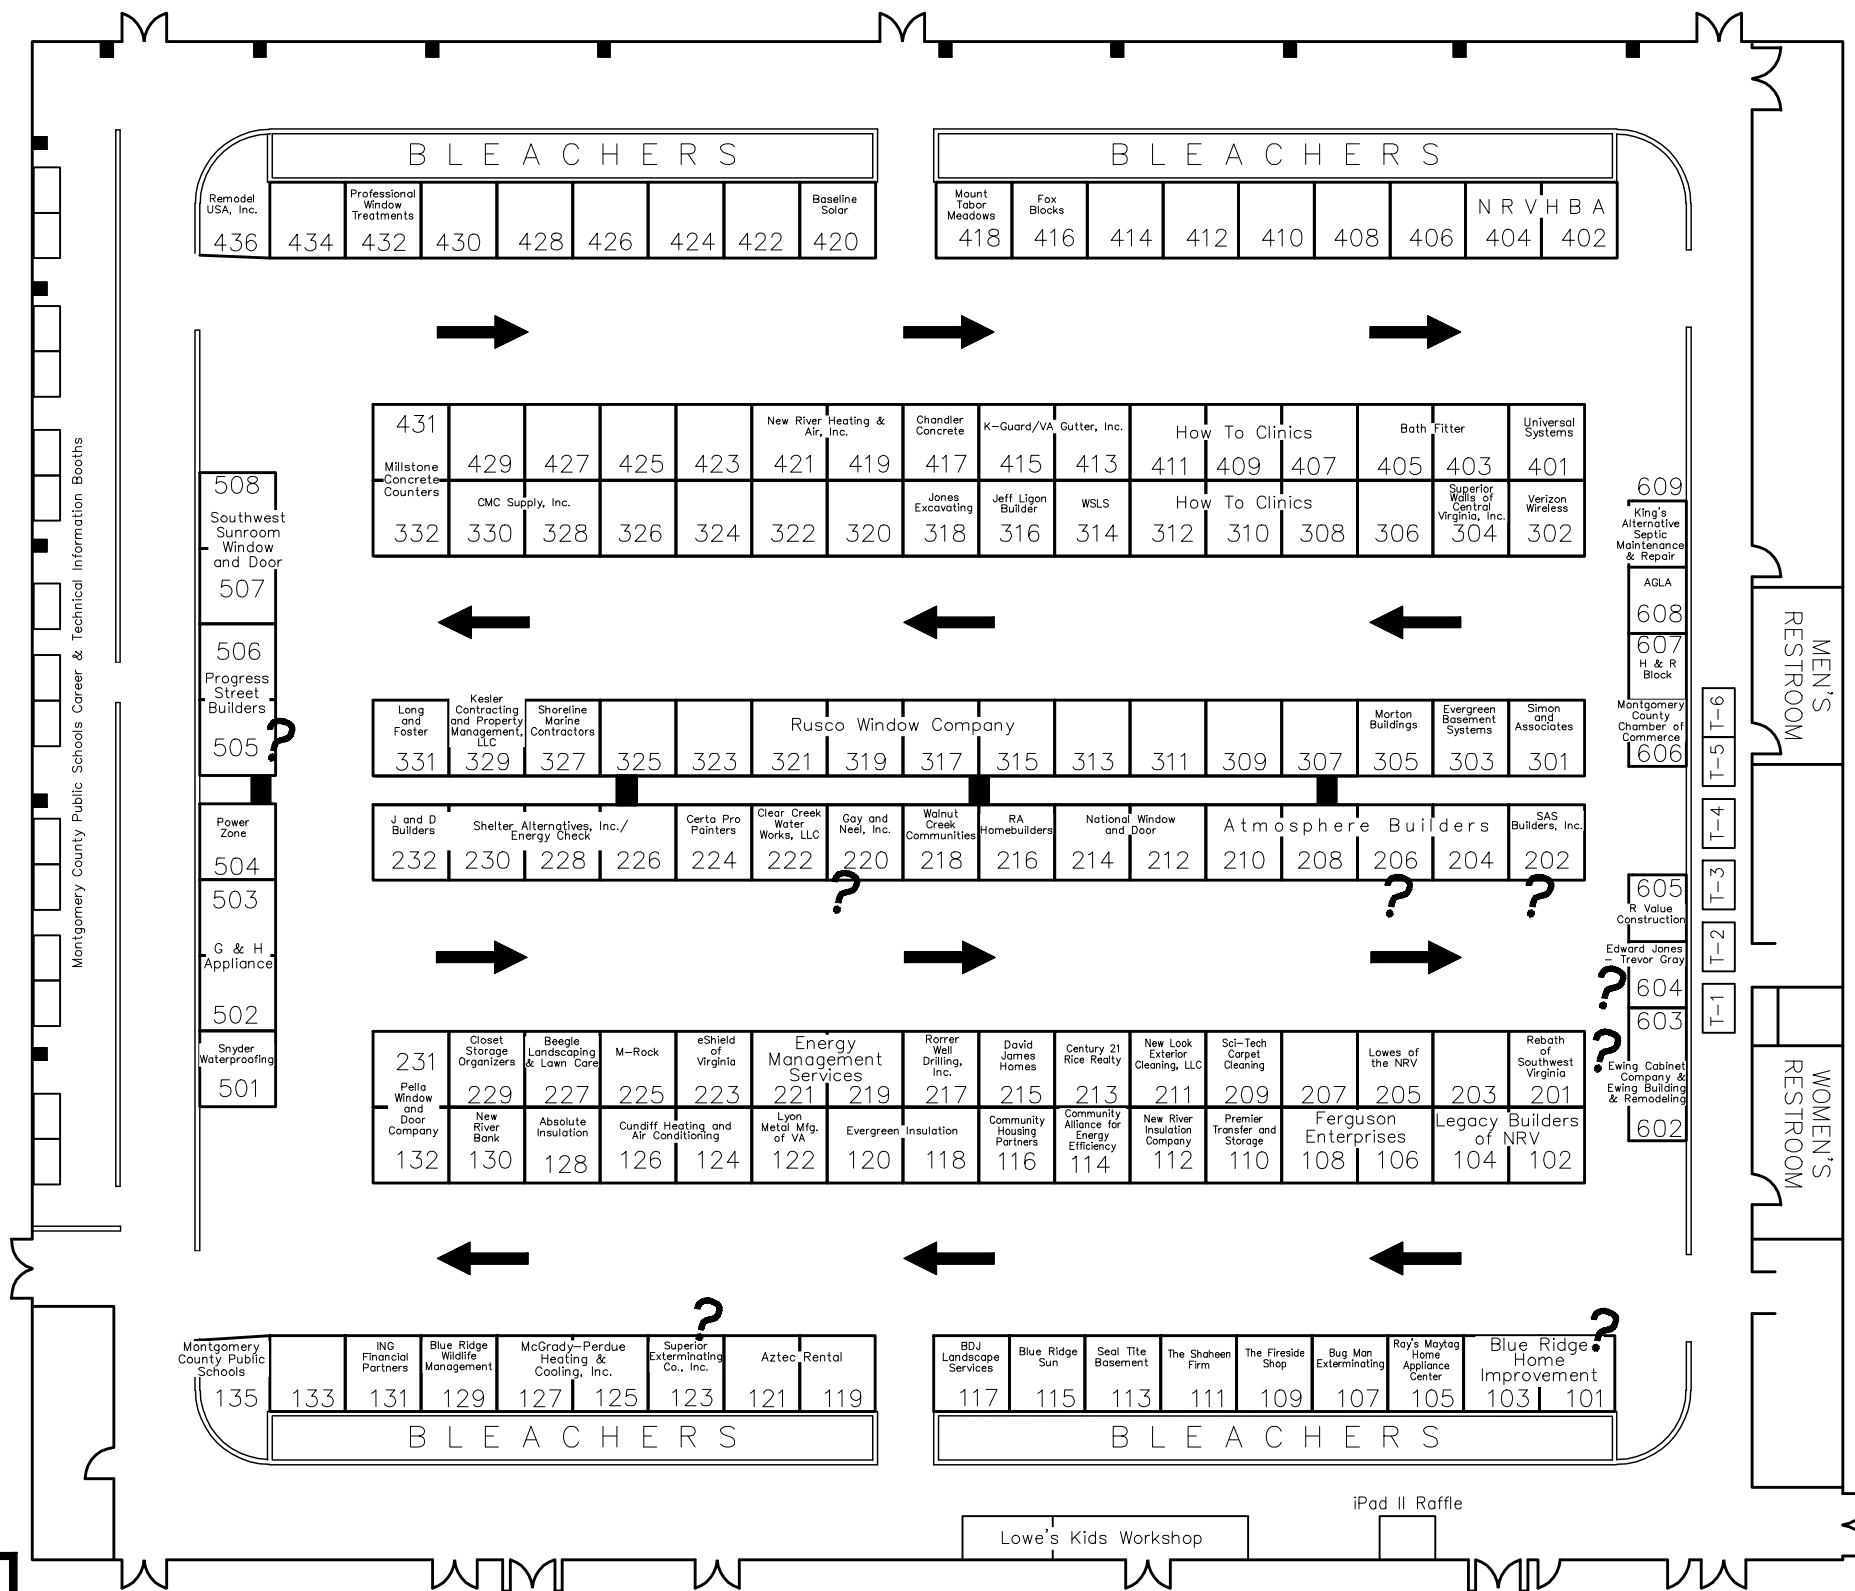 BLEACHERS
BLEACHERS
Remodel
USA, Inc.
436
434
Professional
Window
Treatments
432
430
428
426
424
422
Baseline
Solar
420
Mount
Tabor
Meadows
418
Fox
Blocks
416
414
412
410
408
406
NRVHBA
404
402
431
Millstone
Concrete
Counters
332
429
427
425
423
New River Heating &
Air, Inc.
421
419
Chandler
Concrete
417
K-Guard/VA Gutter, Inc.
415
413
How To Clinics
411
409
407
Bath Fitter
405
403
Universal
Systems
401
CMC Supply, Inc.
330
328
326
324
322
320
Jones
Excavating
318
Jeff Ligon
Builder
316
WSLS
314
How To Clinics
312
310
308
306
Superior
Walls of
Central
Virginia, Inc.
304
Verizon
Wireless
302
Montgomery County Public Schools Career & Technical Information Booths
508
Southwest
Sunroom
Window
and Door
507
506
Progress
Street
Builders
505
?
Power
Zone
504
503
G & H
Appliance
502
Snyder
Waterproofing
501
609
King's
Alternative
Septic
Maintenance
& Repair
AGLA
608
607
H & R
Block
Montgomery
County
Chamber of
Commerce
606
MEN'S
RESTROOM
T-6
T-5
T-4
T-3
T-2
T-1
Long
and
Foster
331
Kesler
Contracting
and Property
Management,
LLC
329
Shoreline
Marine
Contractors
327
325
323
Rusco Window Company
321
319
317
315
313
311
309
307
Morton
Buildings
305
Evergreen
Basement
Systems
303
Simon
and
Associates
301
J and D
Builders
232
Shelter Alternatives, Inc./
Energy Check
230
228
226
Certa Pro
Painters
224
Clear Creek
Water
Works, LLC
222
Gay and
Neel, Inc.
220
?
Walnut
Creek
Communities
218
RA
Homebuilders
216
National Window
and Door
214
212
Atmosphere Builders
210
208
206
?
204
SAS
Builders, Inc.
202
?
605
R Value
Construction
Edward Jones
- Trevor Gray
?
604
603
?
Ewing Cabinet
Company &
Ewing Building
& Remodeling
602
WOMEN'S
RESTROOM
231
Pella
Window
and
Door
Company
132
Closet
Storage
Organizers
229
Beegle
Landscaping
& Lawn Care
227
M-Rock
225
eShield
of
Virginia
223
Energy
Management
Services
221
219
Rorrer
Well
Drilling,
Inc.
217
David
James
Homes
215
Century 21
Rice Realty
213
New Look
Exterior
Cleaning, LLC
211
Sci-Tech
Carpet
Cleaning
209
207
Lowes of
the NRV
205
203
Rebath
of
Southwest
Virginia
201
New
River
Bank
130
Absolute
Insulation
128
Cundiff Heating and
Air Conditioning
126
124
Lyon
Metal Mfg.
of VA
122
Evergreen Insulation
120
118
Community
Housing
Partners
116
Community
Alliance for
Energy
Efficiency
114
New River
Insulation
Company
112
Premier
Transfer and
Storage
110
Ferguson
Enterprises
108
106
Legacy Builders
of NRV
104
102
Montgomery
County Public
Schools
135
133
ING
Financial
Partners
131
Blue Ridge
Wildlife
Management
129
McGrady-Perdue
Heating &
Cooling, Inc.
127
125
?
Superior
Exterminating
Co., Inc.
123
Aztec Rental
121
119
BDJ
Landscape
Services
117
Blue Ridge
Sun
115
Seal Tite
Basement
113
The Shaheen
Firm
111
The Fireside
Shop
109
Bug Man
Exterminating
107
Ray's Maytag
Home
Appliance
Center
105
Blue Ridge
Home
Improvement
?
103
101
BLEACHERS
BLEACHERS
iPad II Raffle
Lowe's Kids Workshop